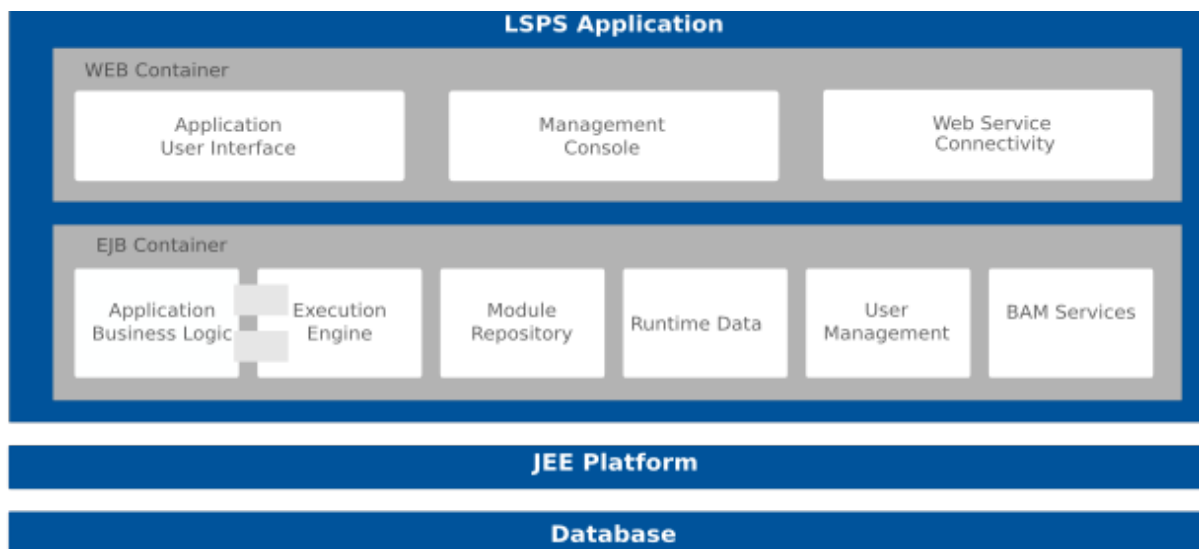 LSPS Application
WEB Container
Application
User Interface
Management
Console
Web Service
Connectivity
EJB Container
Application
Business Logic
Execution
Engine
Module
Repository
Runtime Data
User
Management
BAM Services
JEE Platform
Database